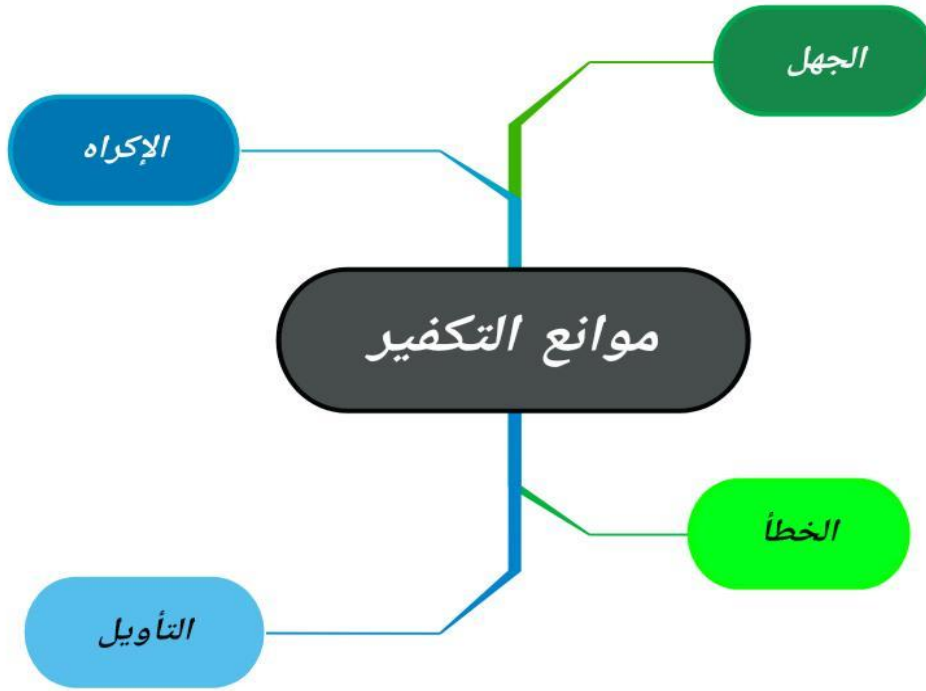 موانع التكفير
الجهل
الإكراه
الخطأ
التأويل